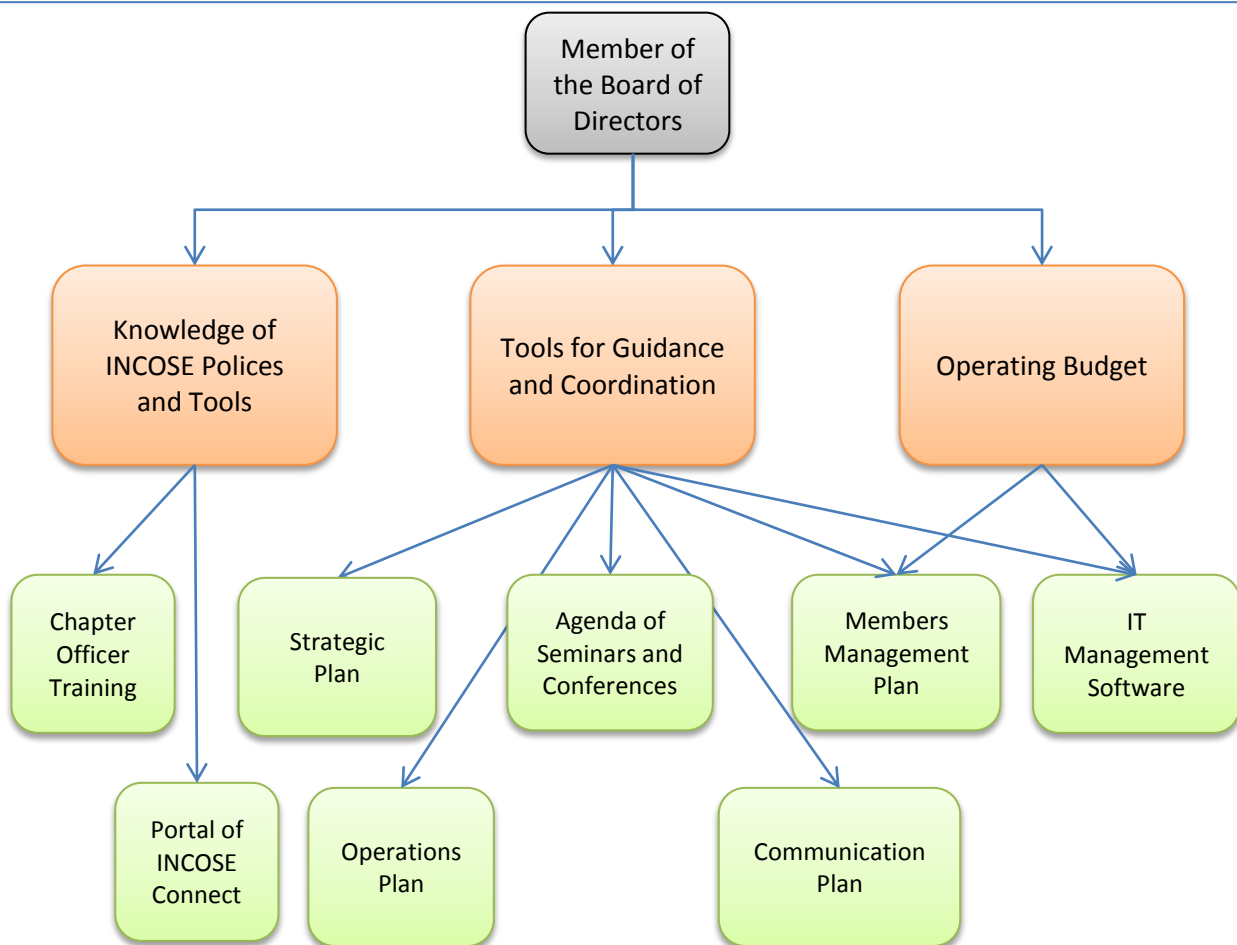 Member of
the Board of
Directors
Knowledge of
INCOSE Polices
and Tools
Tools for Guidance
and Coordination
Operating Budget
Chapter
Officer
Training
Strategic
Plan
Agenda of
Seminars and
Conferences
Members
Management
Plan
IT
Management
Software
Portal of
INCOSE
Connect
Operations
Plan
Communication
Plan